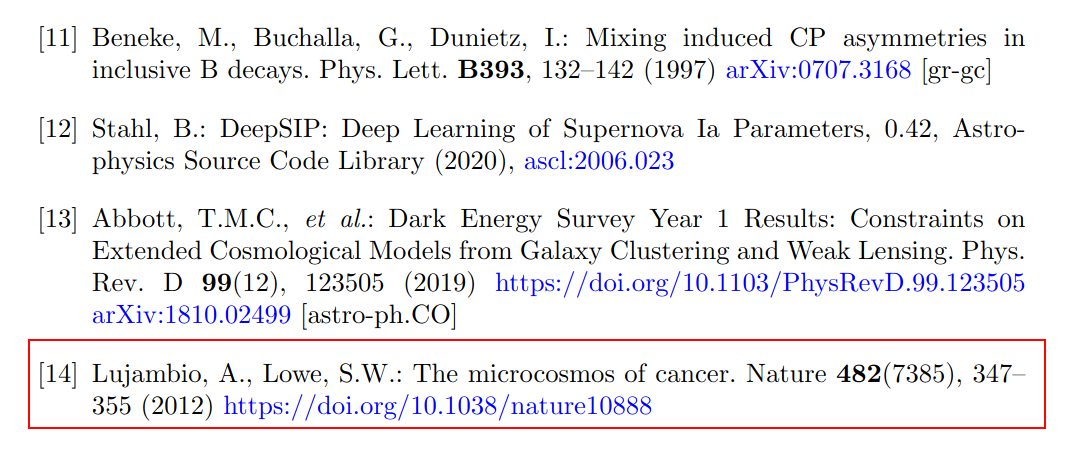 [11] Beneke, M., Buchalla, G., Dunietz, I.: Mixing induced CP asymmetries in
inclusive B decays. Phys. Lett. B393, 132–142 (1997) arXiv:0707.3168 [gr-gc]
[12] Stahl, B.: DeepSIP: Deep Learning of Supernova Ia Parameters, 0.42, Astro-
physics Source Code Library (2020), ascl:2006.023
[13] Abbott, T.M.C., et al.: Dark Energy Survey Year 1 Results: Constraints on
Extended Cosmological Models from Galaxy Clustering and Weak Lensing. Phys.
Rev. D 99(12), 123505 (2019) https://doi.org/10.1103/PhysRevD.99.123505
arXiv:1810.02499 [astro-ph.CO]
[14] Lujambio, A., Lowe, S.W.: The microcosmos of cancer. Nature 482(7385), 347–
355 (2012) https://doi.org/10.1038/nature10888